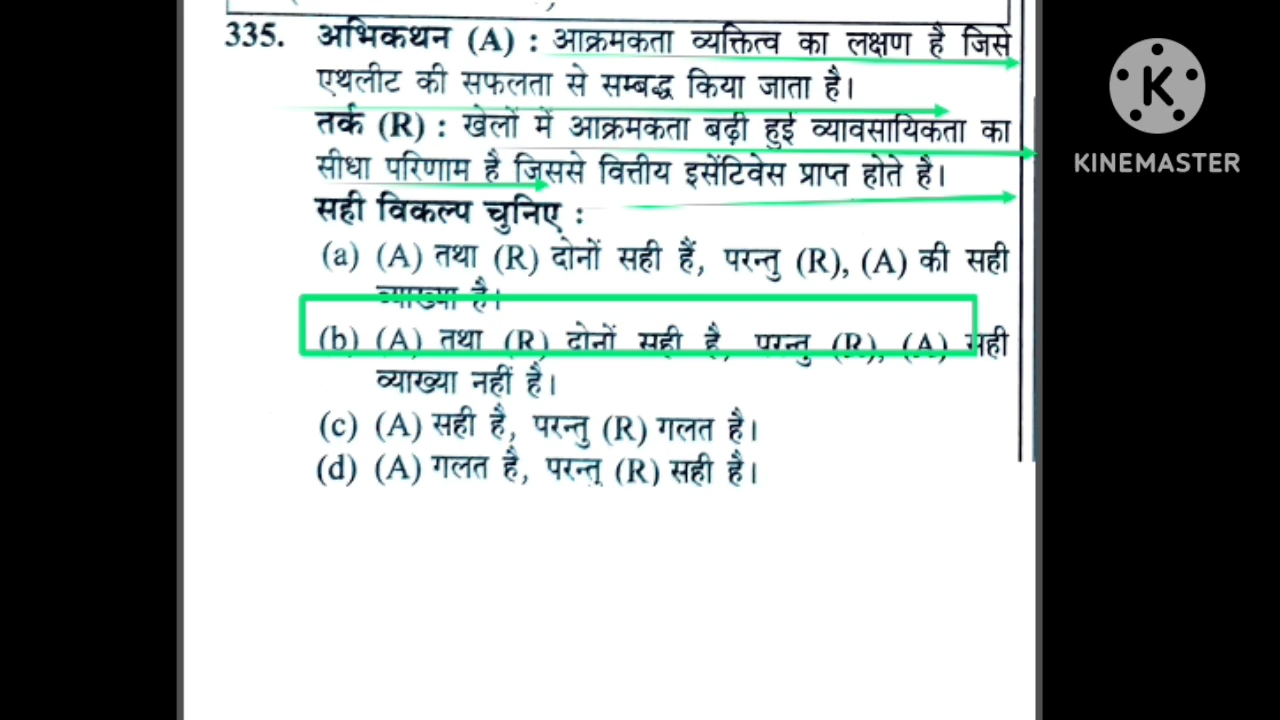 335. अभिकथन (A) : आक्रमकता व्यक्तित्व का लक्षण है जिसे
एथलीट की सफलता से सम्बद्ध किया जाता है।
तर्क (R) : खेलों में आक्रमकता बढ़ी हुई व्यावसायिकता का
सीधा परिणाम है जिससे वित्तीय इसेंटिवेस प्राप्त होते है।
सही विकल्प चुनिए :
(a) (A) तथा (R) दोनों सही हैं, परन्तु (R), (A) की सही
व्याख्या है।
(b) (A) तथा (R) दोनों सही है, परन्तु (R), (A) सही
व्याख्या नहीं है।
(c) (A) सही है, परन्तु (R) गलत है।
(d) (A) गलत है, परन्तु (R) सही है।
K
KINEMASTER